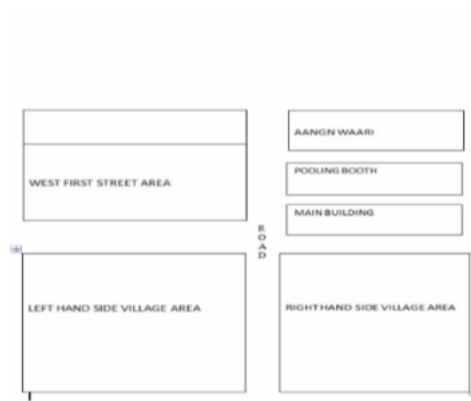 AANGN WAARI
WEST FIRST STREET AREA
POOLING BOOTH
MAIN BUILDING
ROAD
LEFT HAND SIDE VILLAGE AREA
RIGHT HAND SIDE VILLAGE AREA